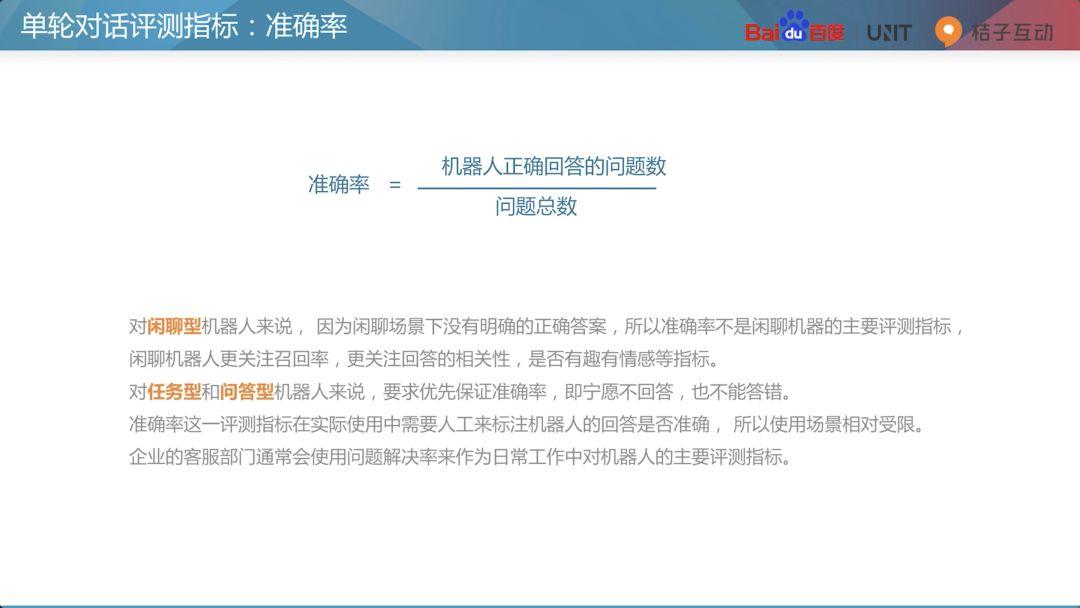 单轮对话评测指标：准确率
Bai du 百度 UNIT 桔子互动
准确率 = 机器人正确回答的问题数
问题总数
对闲聊型机器人来说， 因为闲聊场景下没有明确的正确答案，所以准确率不是闲聊机器的主要评测指标，
闲聊机器人更关注召回率，更关注回答的相关性，是否有趣有情感等指标。
对任务型和问答型机器人来说，要求优先保证准确率，即宁愿不回答，也不能答错。
准确率这一评测指标在实际使用中需要人工来标注机器人的回答是否准确， 所以使用场景相对受限。
企业的客服部门通常会使用问题解决率来作为日常工作中对机器人的主要评测指标。